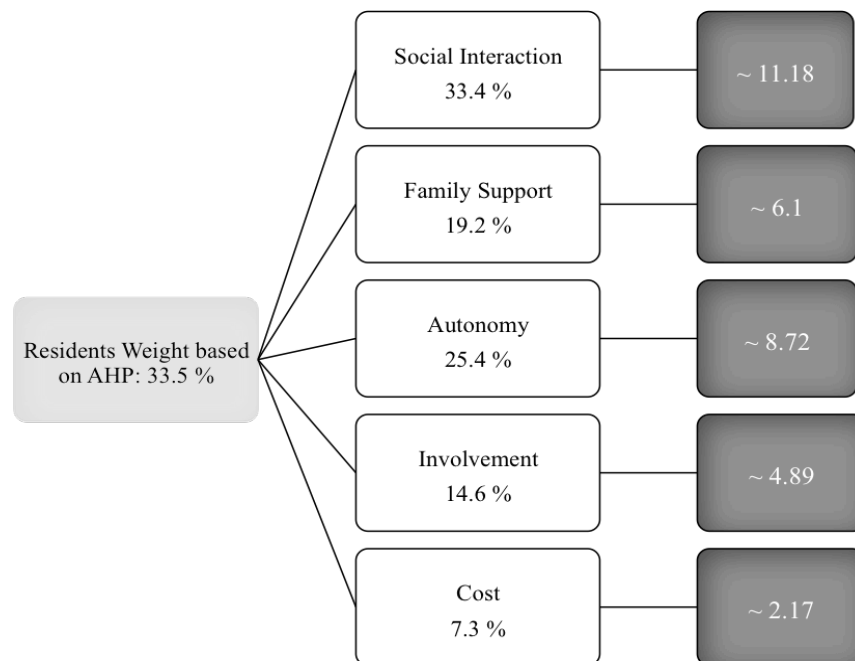 Residents Weight based
on AHP: 33.5 %
Social Interaction
33.4 %
~ 11.18
Family Support
19.2 %
~ 6.1
Autonomy
25.4 %
~ 8.72
Involvement
14.6 %
~ 4.89
Cost
7.3 %
~ 2.17